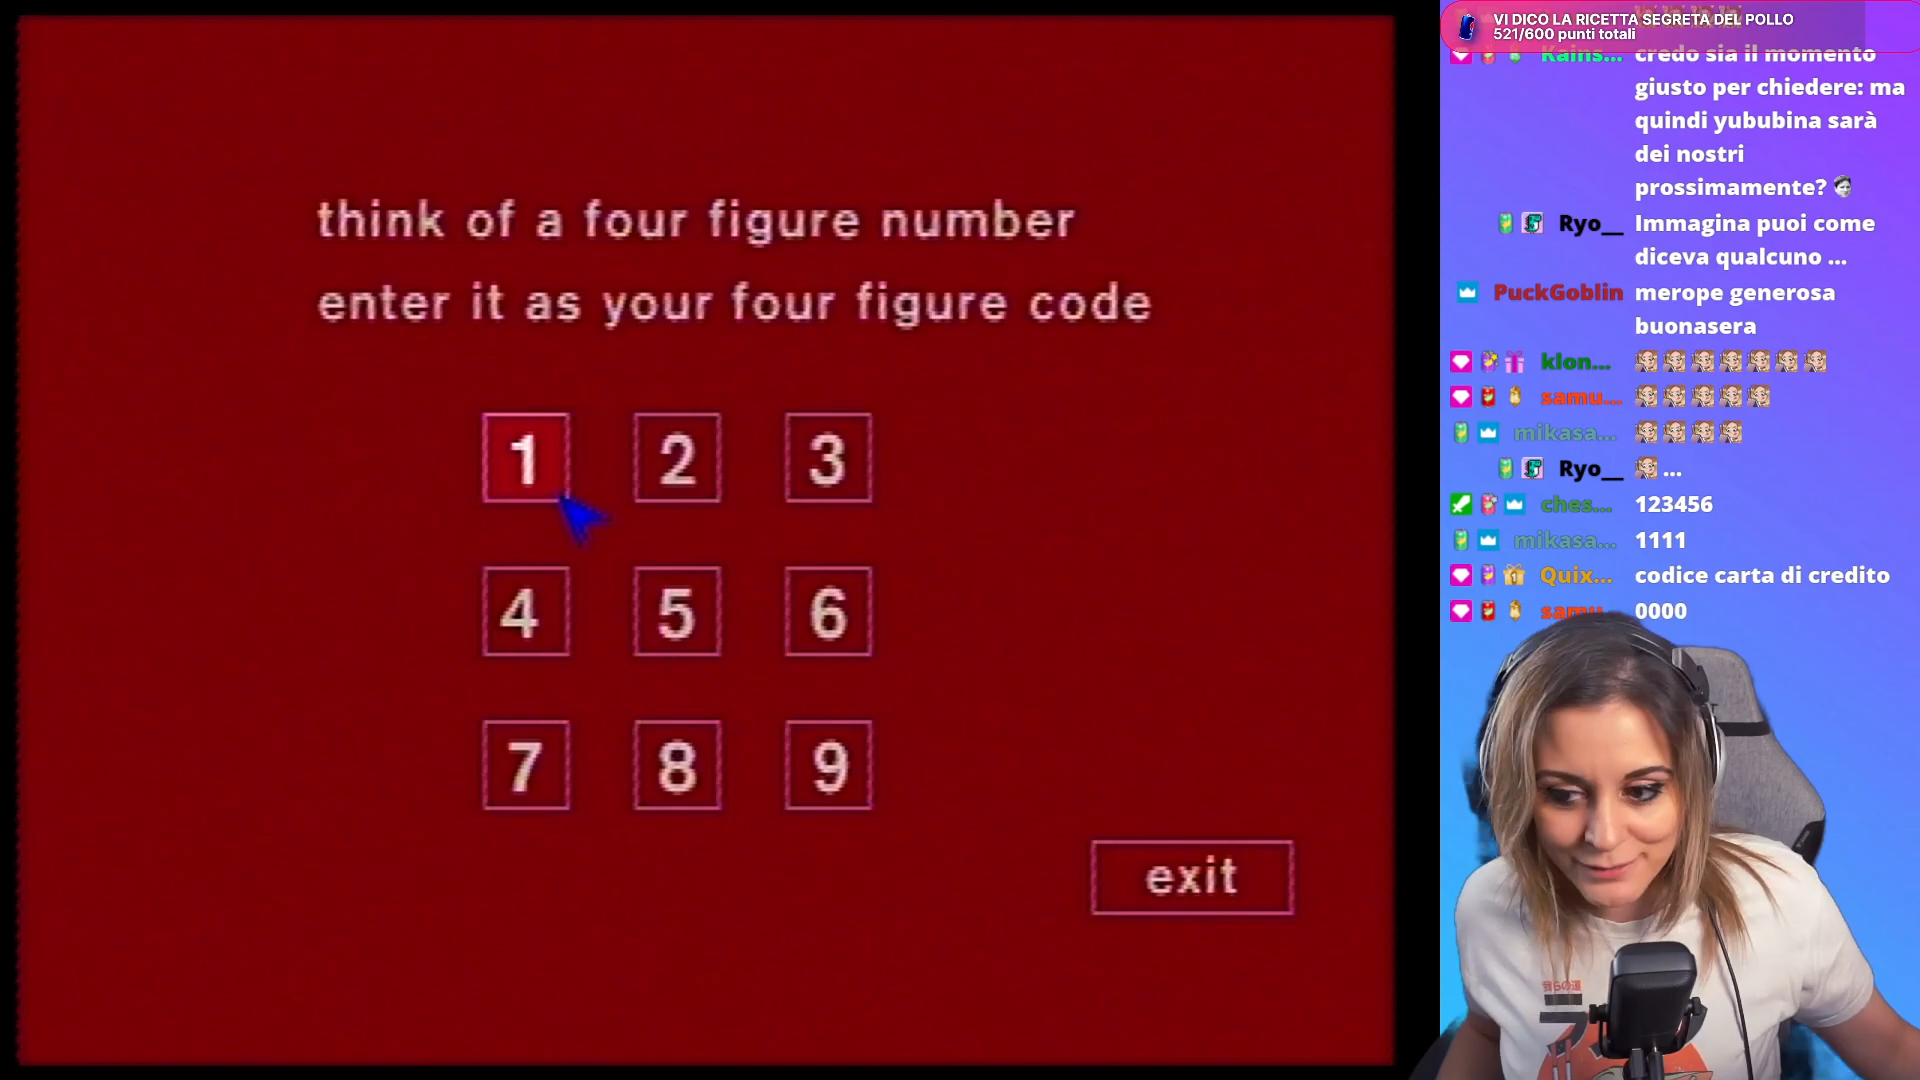 think of a four figure number
enter it as your four figure code
1 2 3
4 5 6
7 8 9
exit
VI DICO LA RICETTA SEGRETA DEL POLLO
521/600 punti totali
Kains... credo sia il momento
giusto per chiedere: ma
quindi yububina sarà
dei nostri
prossimamente?
Ryo__ Immagina puoi come
diceva qualcuno ...
PuckGoblin merope generosa
buonasera
klon...
samu...
mikasa...
Ryo__ ...
ches... 123456
mikasa... 1111
Quix... codice carta di credito
samu... 0000